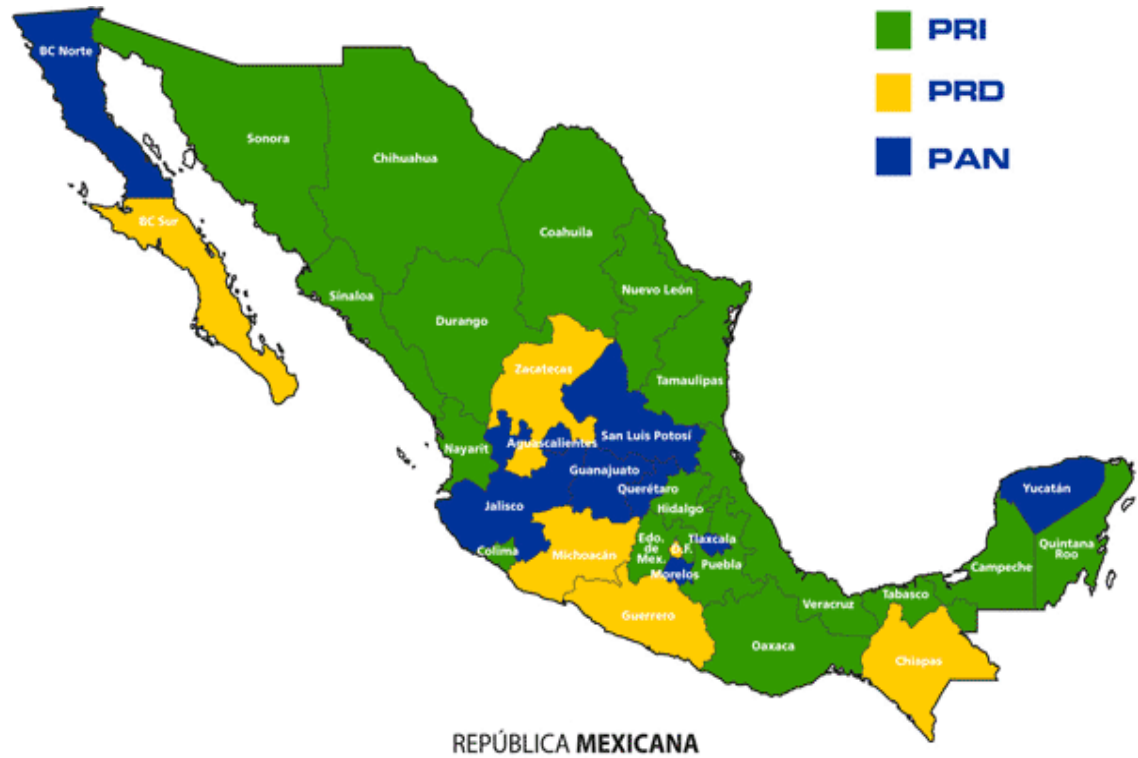 PRI
PRD
PAN
BC Norte
Sonora
Chihuahua
BC Sur
Coahuila
Sinaloa
Nuevo León
Durango
Zacatecas
Tamaulipas
Nayarit
Aguascalientes
San Luis Potosí
Guanajuato
Querétaro
Jalisco
Hidalgo
Colima
Michoacán
Edo.
de
Mex.
D.F.
Tlaxcala
Puebla
Morelos
Guerrero
Oaxaca
Veracruz
Tabasco
Chiapas
Campeche
Yucatán
Quintana
Roo
REPÚBLICA MEXICANA